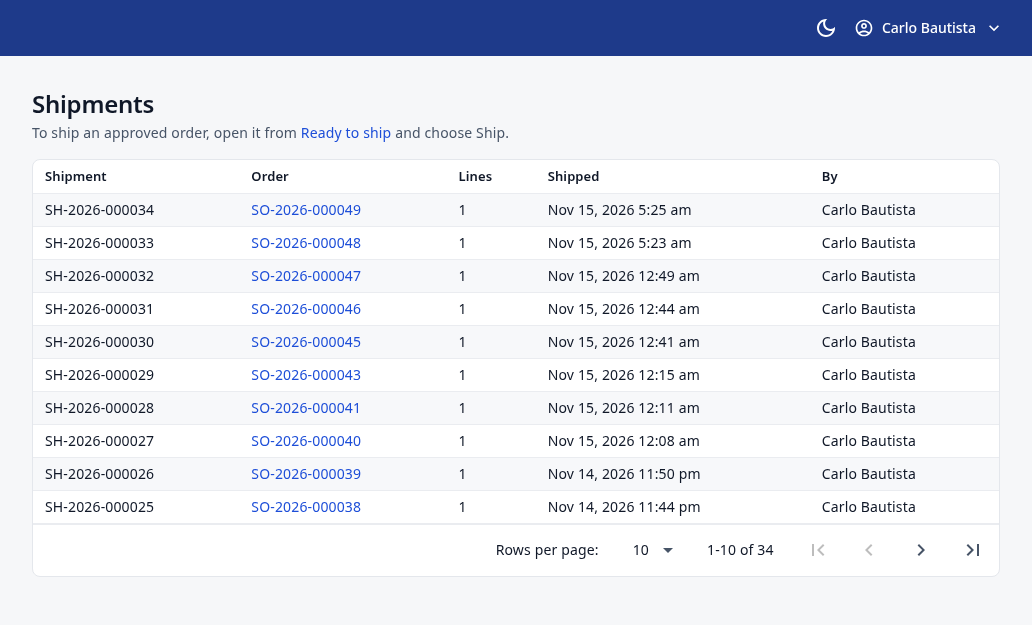 Carlo Bautista
Shipments
To ship an approved order, open it from Ready to ship and choose Ship.
Shipment Order Lines Shipped By
SH-2026-000034 SO-2026-000049 1 Nov 15, 2026 5:25 am Carlo Bautista
SH-2026-000033 SO-2026-000048 1 Nov 15, 2026 5:23 am Carlo Bautista
SH-2026-000032 SO-2026-000047 1 Nov 15, 2026 12:49 am Carlo Bautista
SH-2026-000031 SO-2026-000046 1 Nov 15, 2026 12:44 am Carlo Bautista
SH-2026-000030 SO-2026-000045 1 Nov 15, 2026 12:41 am Carlo Bautista
SH-2026-000029 SO-2026-000043 1 Nov 15, 2026 12:15 am Carlo Bautista
SH-2026-000028 SO-2026-000041 1 Nov 15, 2026 12:11 am Carlo Bautista
SH-2026-000027 SO-2026-000040 1 Nov 15, 2026 12:08 am Carlo Bautista
SH-2026-000026 SO-2026-000039 1 Nov 14, 2026 11:50 pm Carlo Bautista
SH-2026-000025 SO-2026-000038 1 Nov 14, 2026 11:44 pm Carlo Bautista
Rows per page: 10 1-10 of 34